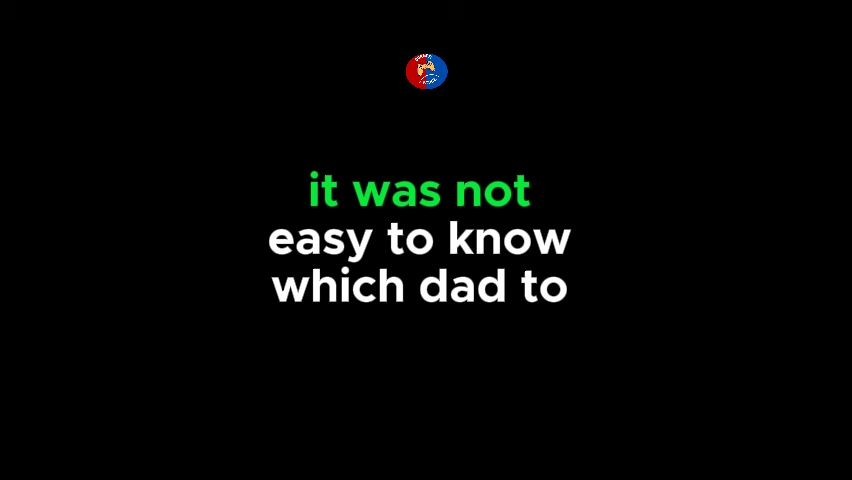 it was not
easy to know
which dad to